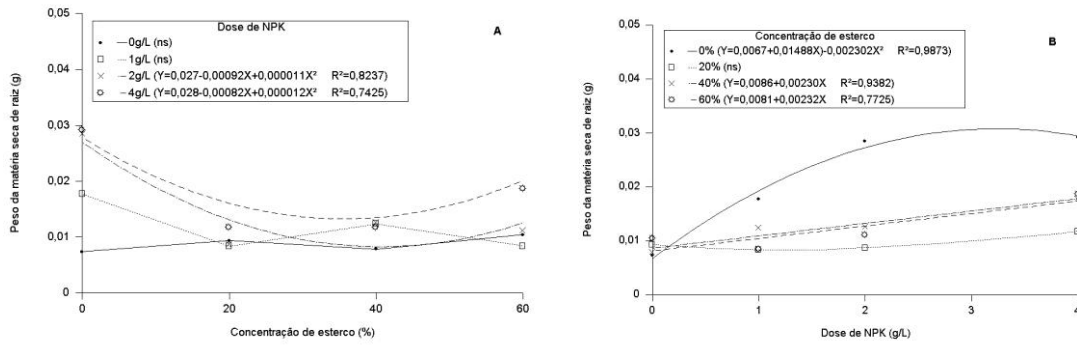 A
Dose de NPK
0g/L (ns)
1g/L (ns)
2g/L (Y=0,027-0,00092X+0,000011X² R²=0,8237)
4g/L (Y=0,028-0,00082X+0,000012X² R²=0,7425)
Peso da matéria seca de raiz (g)
0,05
0,04
0,03
0,02
0,01
0
0 20 40 60
Concentração de esterco (%)
B
Concentração de esterco
0% (Y=0,0067+0,01488X)-0,002302X² R²=0,9873)
20% (ns)
40% (Y=0,0086+0,00230X R²=0,9382)
60% (Y=0,0081+0,00232X R²=0,7725)
Peso da matéria seca de raiz (g)
0,05
0,04
0,03
0,02
0,01
0
0 1 2 3 4
Dose de NPK (g/L)